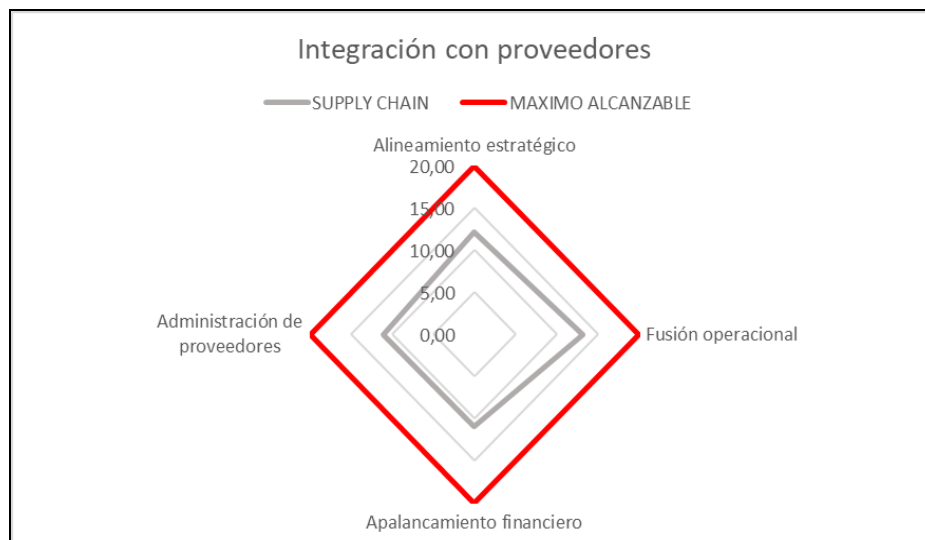 Integración con proveedores
SUPPLY CHAIN
MAXIMO ALCANZABLE
Alineamiento estratégico
20,00
15,00
10,00
5,00
0,00
Administración de
proveedores
Fusión operacional
Apalancamiento financiero